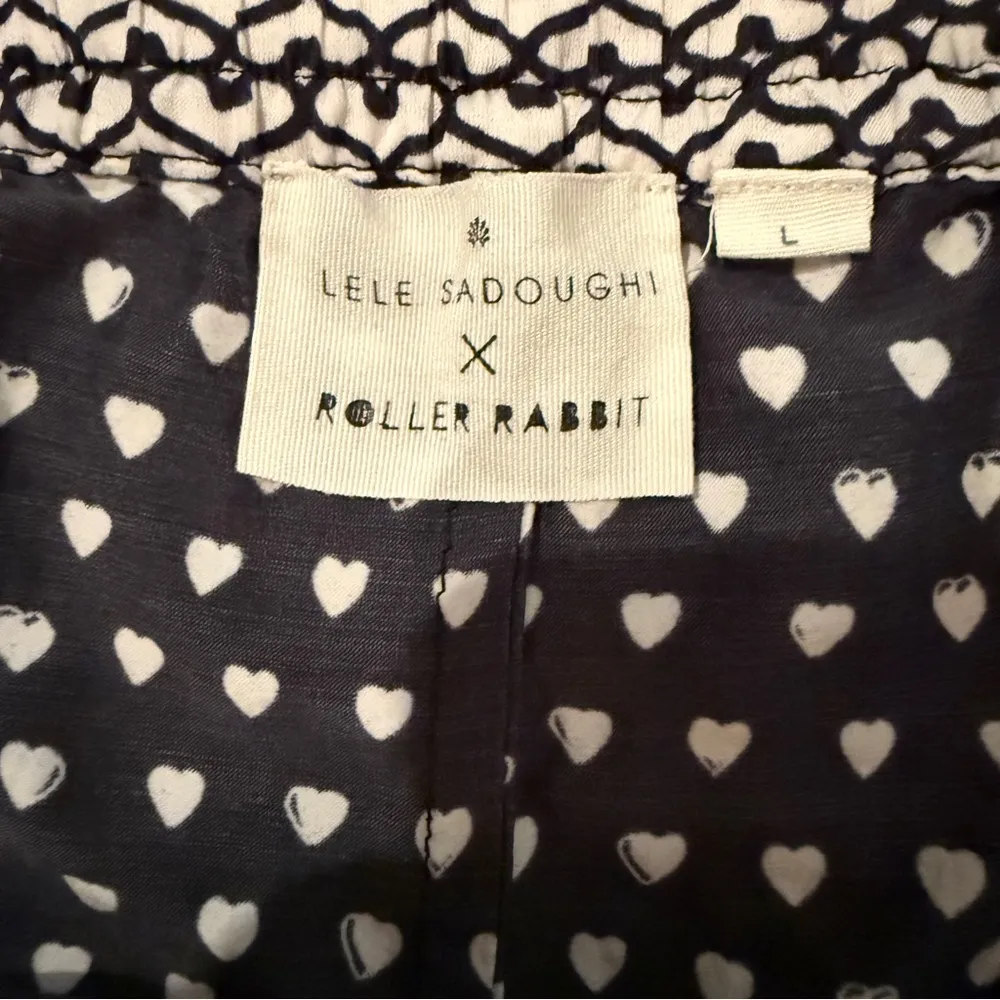 LELE SADOUGHI
X
ROLLER RABBIT
L